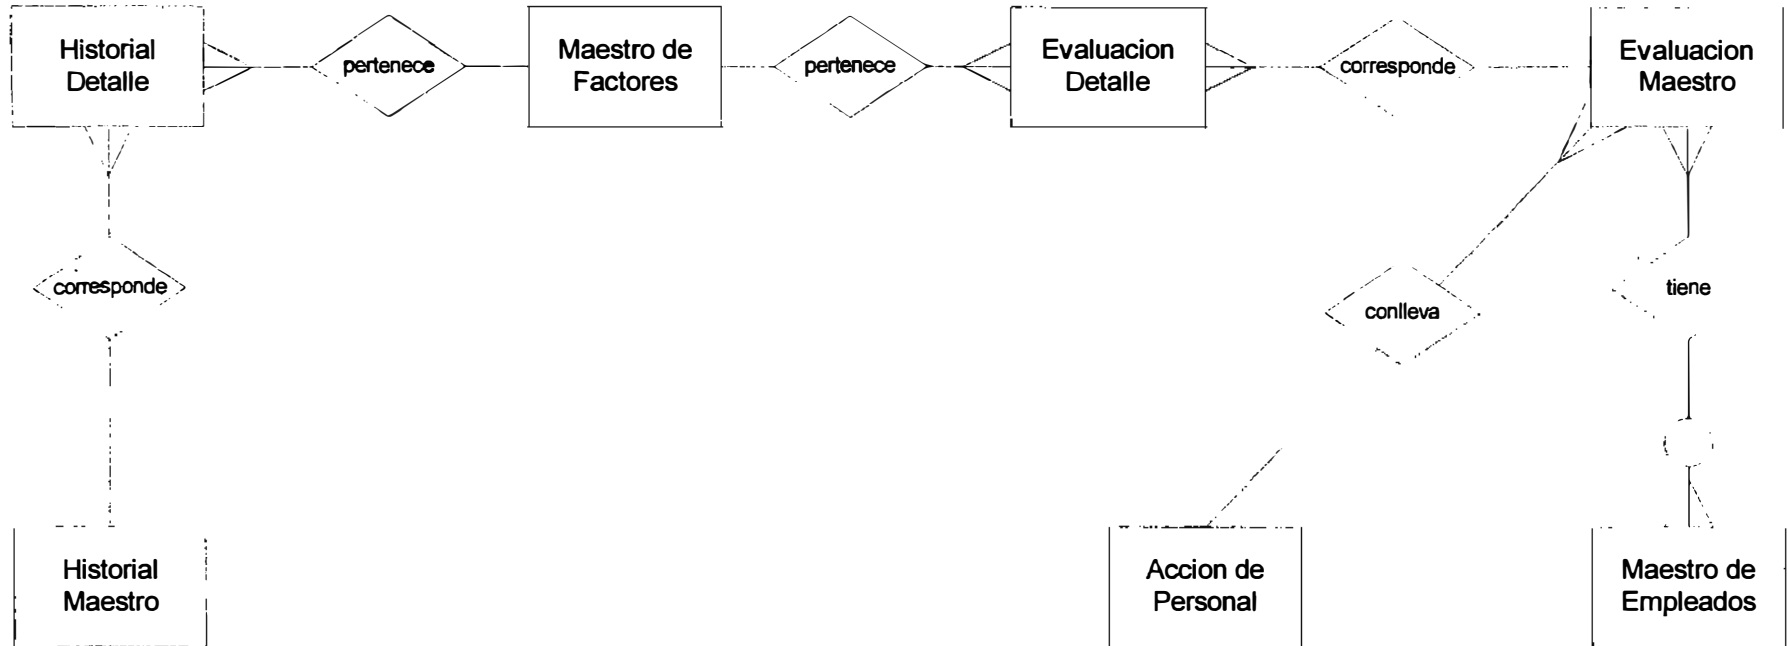 Historial
Detalle
pertenece
Maestro de
Factores
pertenece
Evaluacion
Detalle
corresponde
Evaluacion
Maestro
corresponde
conlleva
tiene
Historial
Maestro
Accion de
Personal
Maestro de
Empleados